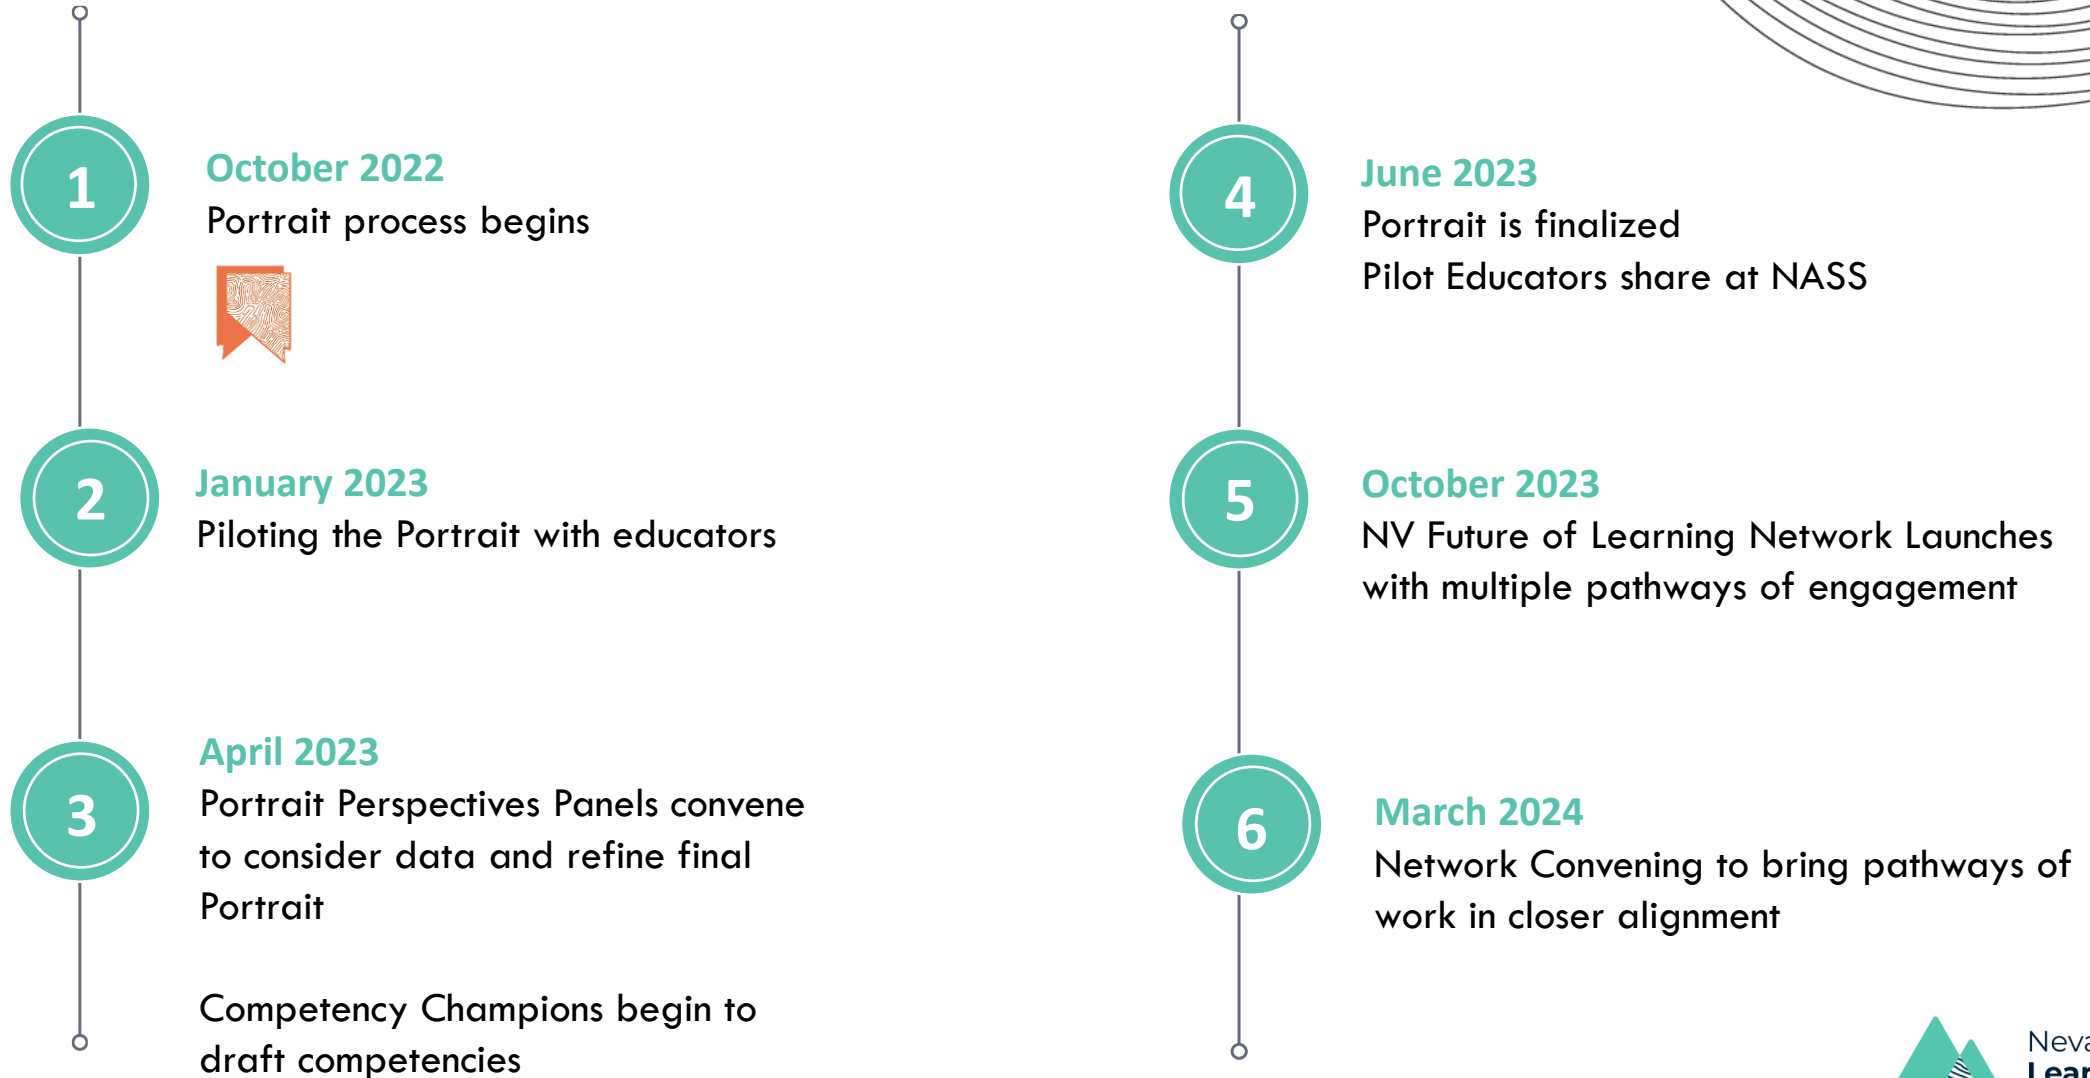 1
October 2022
Portrait process begins
2
January 2023
Piloting the Portrait with educators
3
April 2023
Portrait Perspectives Panels convene
to consider data and refine final
Portrait
Competency Champions begin to
draft competencies
4
June 2023
Portrait is finalized
Pilot Educators share at NASS
5
October 2023
NV Future of Learning Network Launches
with multiple pathways of engagement
6
March 2024
Network Convening to bring pathways of
work in closer alignment